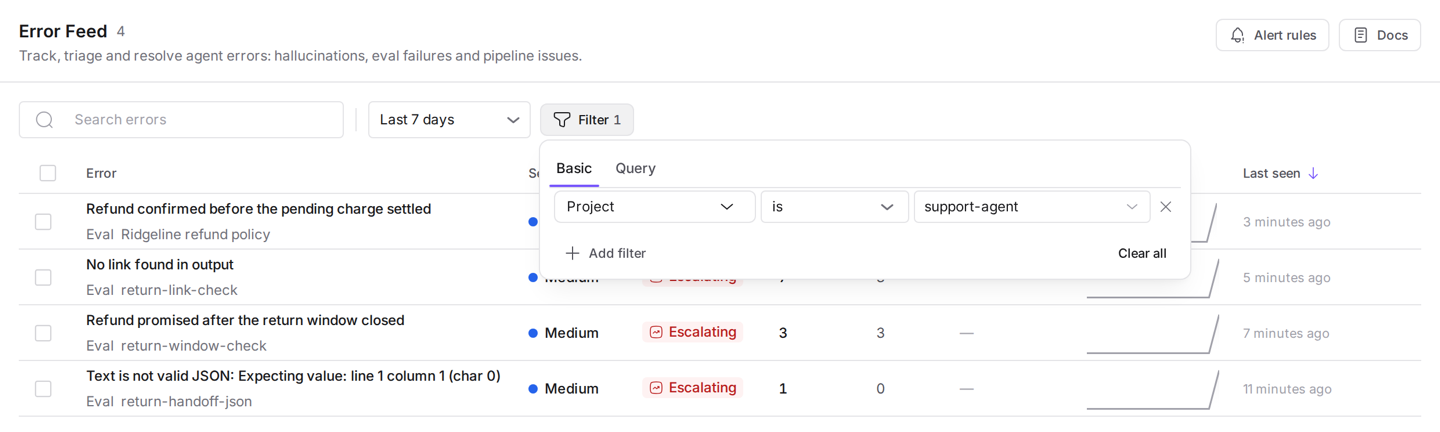 Error Feed 4
Track, triage and resolve agent errors: hallucinations, eval failures and pipeline issues.
Alert rules
Docs
Search errors
Last 7 days
Filter 1
Basic
Query
Project
is
support-agent
Add filter
Clear all
Error
Last seen
Refund confirmed before the pending charge settled
Eval Ridgeline refund policy
3 minutes ago
No link found in output
Eval return-link-check
Medium
Escalating
5 minutes ago
Refund promised after the return window closed
Eval return-window-check
Medium
Escalating
3
3
—
7 minutes ago
Text is not valid JSON: Expecting value: line 1 column 1 (char 0)
Eval return-handoff-json
Medium
Escalating
1
0
—
11 minutes ago